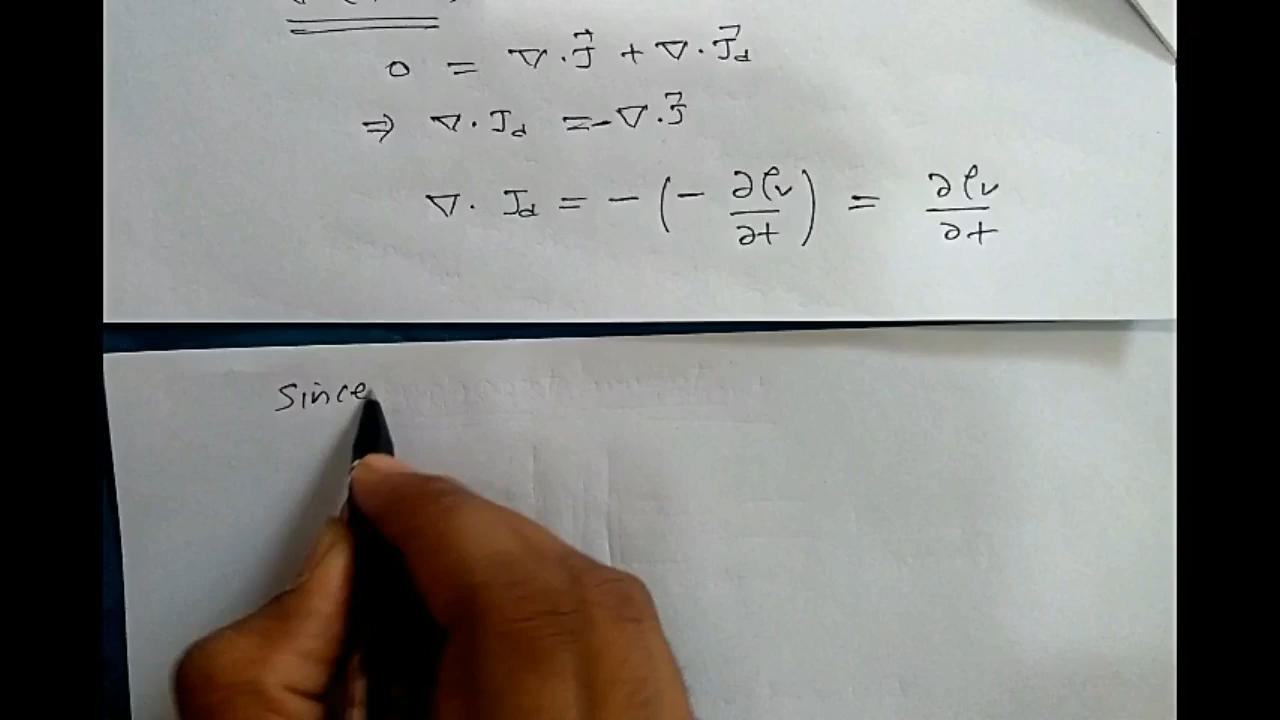 0 = ∇.J⃗ + ∇.J⃗d
⇒ ∇.Jd = -∇.J⃗
∇. Jd = - (- ∂ρv/∂t) = ∂ρv/∂t
Since